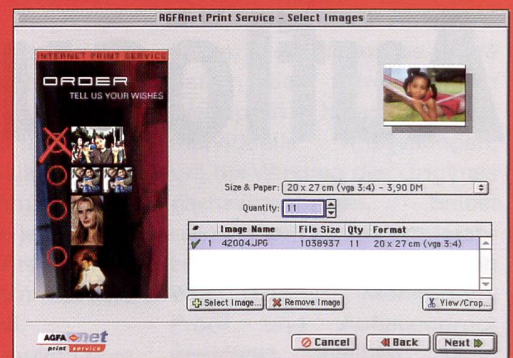 AGFAnet Print Service - Select Images
INTERNET PRINT SERVICE
ORDER
TELL US YOUR WISHES
Size & Paper: 20 x 27 cm (vga 3:4) - 3,90 DM
Quantity: 11
Image Name File Size Qty Format
1 42004.JPG 1038937 11 20 x 27 cm (vga 3:4)
Select Image... Remove Image View/Crop...
AGFA net
print service
Cancel Back Next